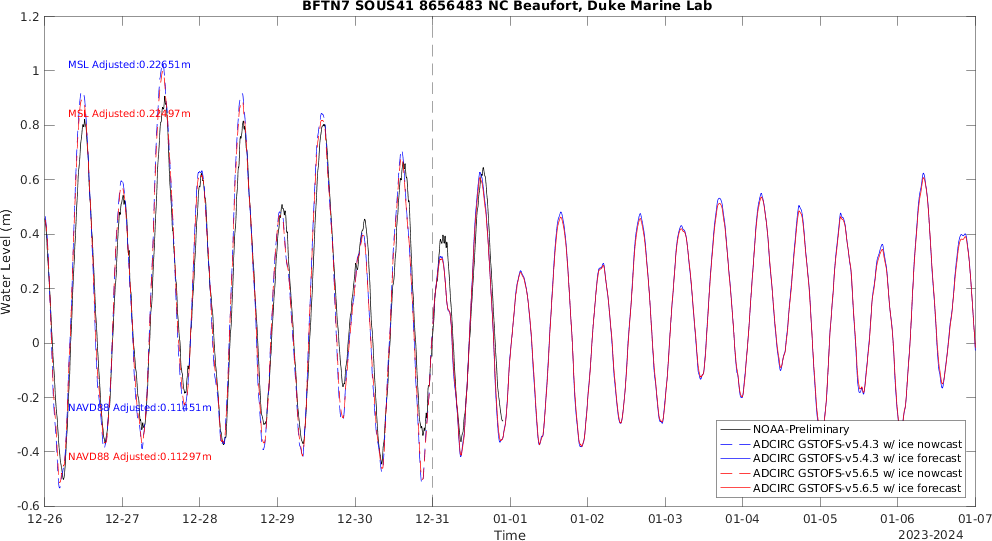 BFTN7 SOUS41 8656483 NC Beaufort, Duke Marine Lab
1.2
1
0.8
0.6
0.4
0.2
0
-0.2
-0.4
-0.6
Water Level (m)
MSL Adjusted:0.22651m
MSL Adjusted:0.22497m
NAVD88 Adjusted:0.11451m
NAVD88 Adjusted:0.11297m
NOAA-Preliminary
ADCIRC GSTOFS-v5.4.3 w/ ice nowcast
ADCIRC GSTOFS-v5.4.3 w/ ice forecast
ADCIRC GSTOFS-v5.6.5 w/ ice nowcast
ADCIRC GSTOFS-v5.6.5 w/ ice forecast
12-26 12-27 12-28 12-29 12-30 12-31 01-01 01-02 01-03 01-04 01-05 01-06 01-07
Time
2023-2024